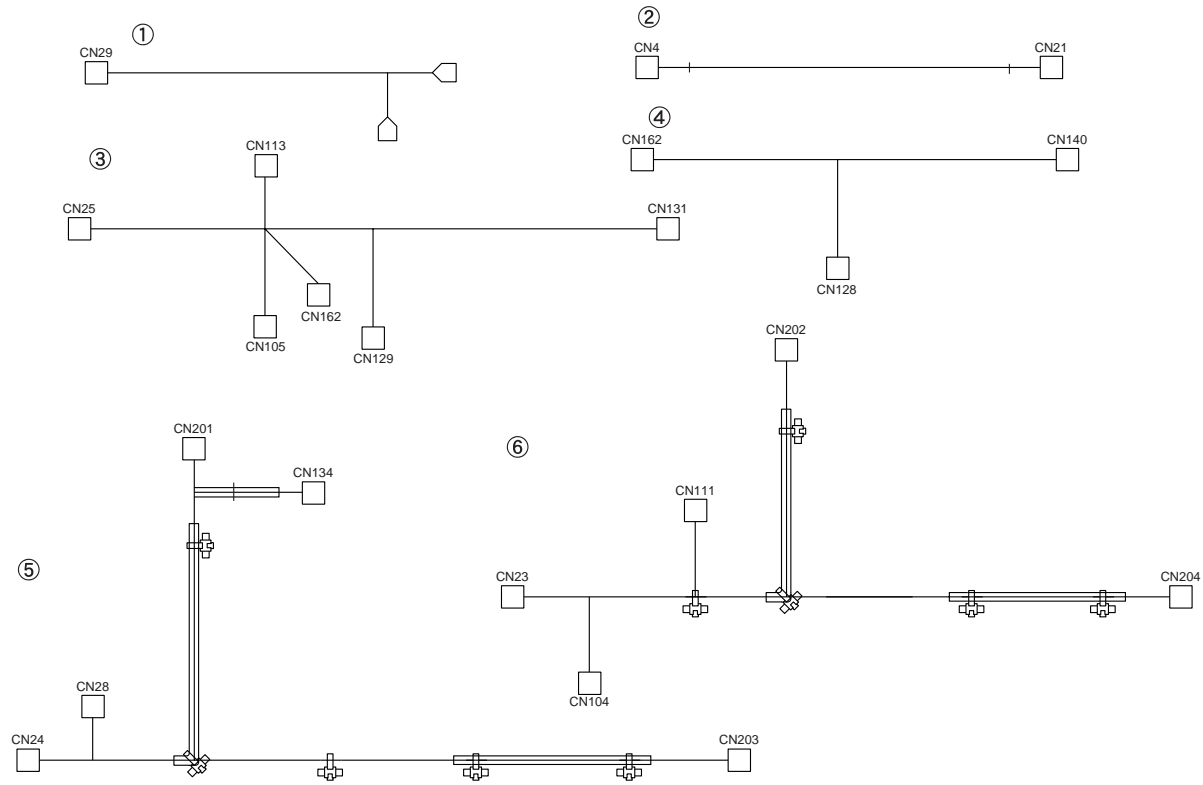 ①
CN29
②
CN4
CN21
③
CN113
CN25
CN131
CN162
CN105
CN129
④
CN162
CN140
CN128
⑤
CN201
CN134
CN28
CN24
CN203
⑥
CN202
CN111
CN23
CN204
CN104